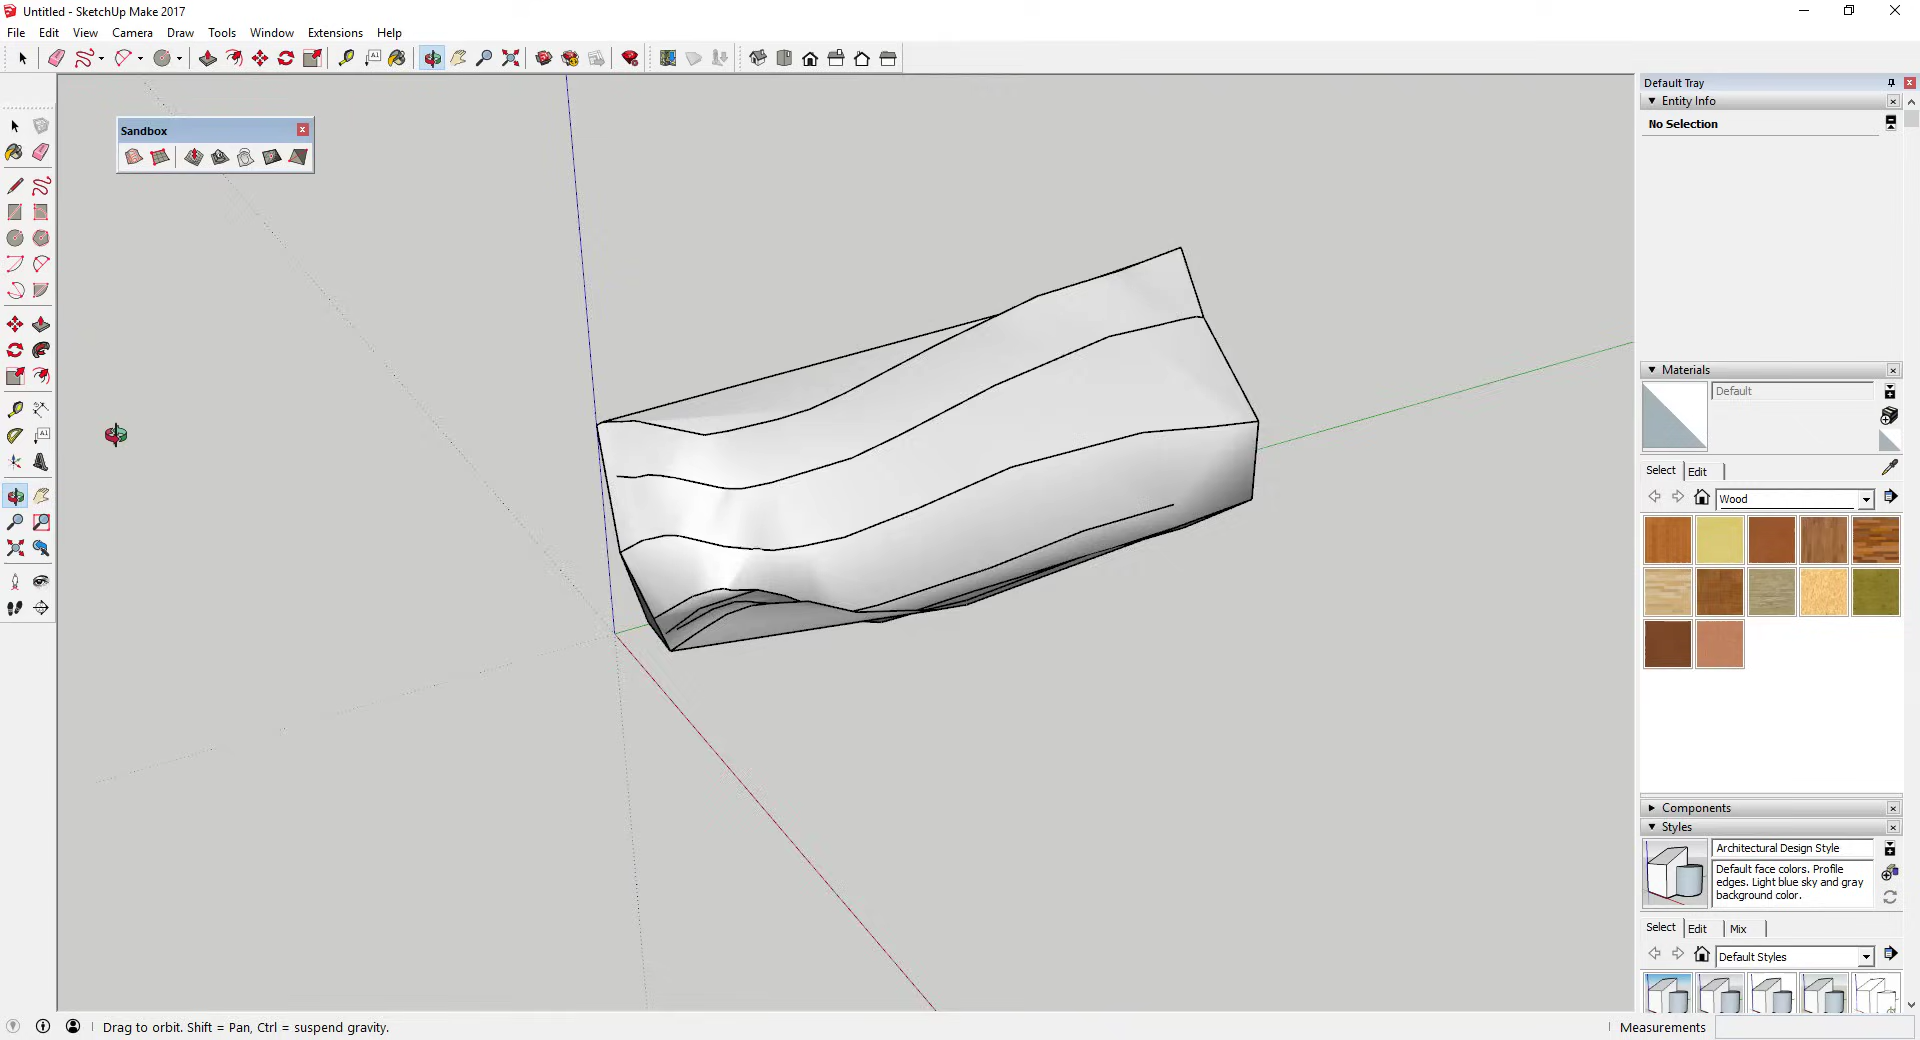 Untitled - SketchUp Make 2017
File Edit View Camera Draw Tools Window Extensions Help
Default Tray
Entity Info
No Selection
Sandbox
Materials
Default
Select Edit
Wood
Components
Styles
Architectural Design Style
Default face colors. Profile
edges. Light blue sky and gray
background color.
Select Edit Mix
Default Styles
Drag to orbit. Shift = Pan, Ctrl = suspend gravity.
Measurements